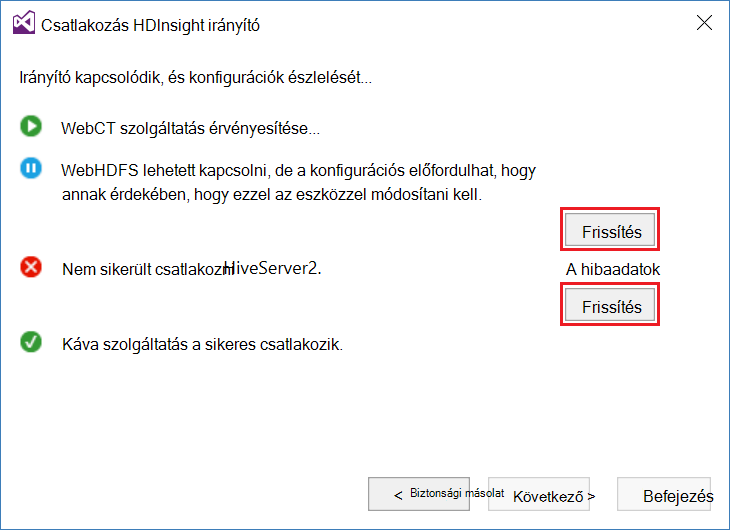 Csatlakozás HDInsight irányító
Irányító kapcsolódik, és konfigurációk észlelését...
WebCT szolgáltatás érvényesítése...
WebHDFS lehetett kapcsolni, de a konfigurációs előfordulhat, hogy
annak érdekében, hogy ezzel az eszközzel módosítani kell.
Frissítés
Nem sikerült csatlakozni HiveServer2.
A hibaadatok
Frissítés
Káva szolgáltatás a sikeres csatlakozik.
< Biztonsági másolat
Következő >
Befejezés